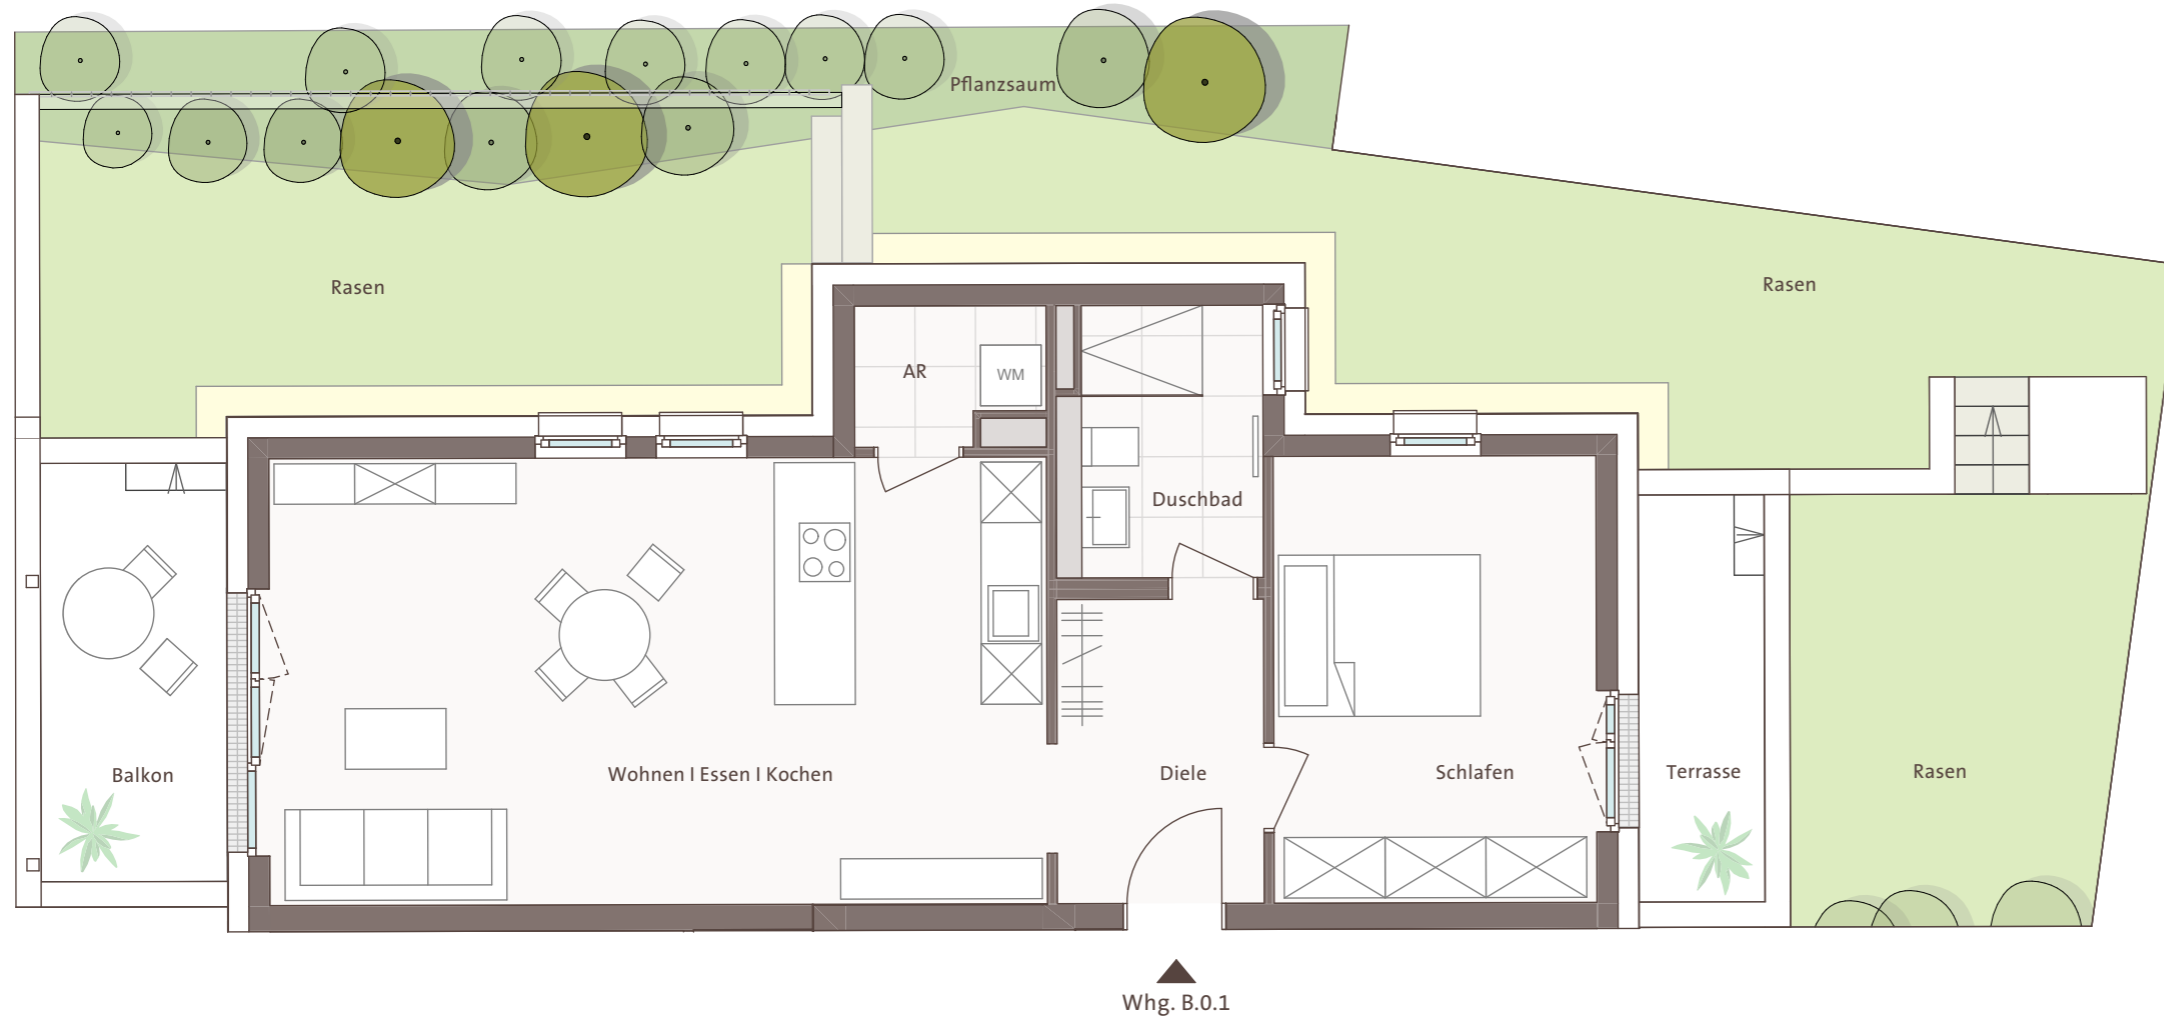 Pflanzsaum
Rasen
Rasen
AR
WM
Duschbad
Balkon
Wohnen I Essen I Kochen
Diele
Schlafen
Terrasse
Rasen
Whg. B.0.1